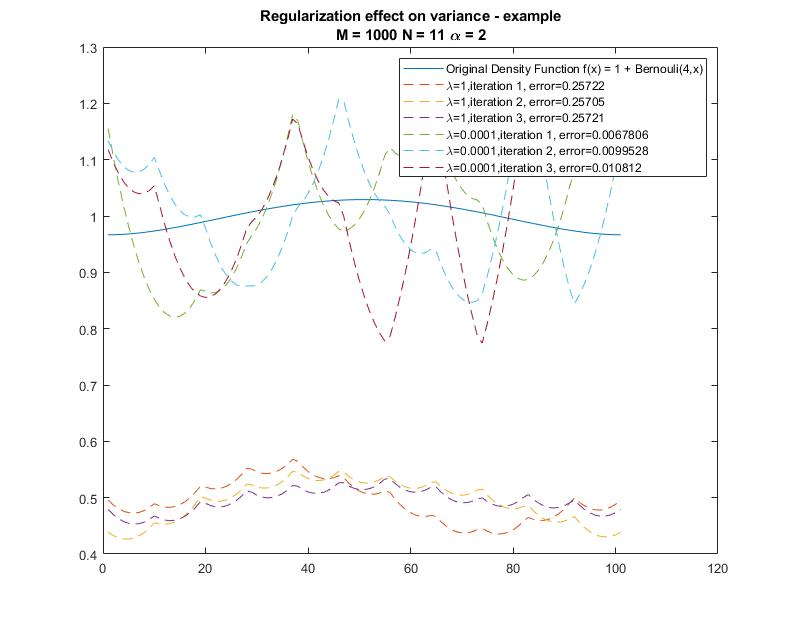 Regularization effect on variance - example
M = 1000 N = 11 α = 2
Original Density Function f(x) = 1 + Bernouli(4,x)
λ=1,iteration 1, error=0.25722
λ=1,iteration 2, error=0.25705
λ=1,iteration 3, error=0.25721
λ=0.0001,iteration 1, error=0.0067806
λ=0.0001,iteration 2, error=0.0099528
λ=0.0001,iteration 3, error=0.010812
1.3
1.2
1.1
1
0.9
0.8
0.7
0.6
0.5
0.4
0 20 40 60 80 100 120